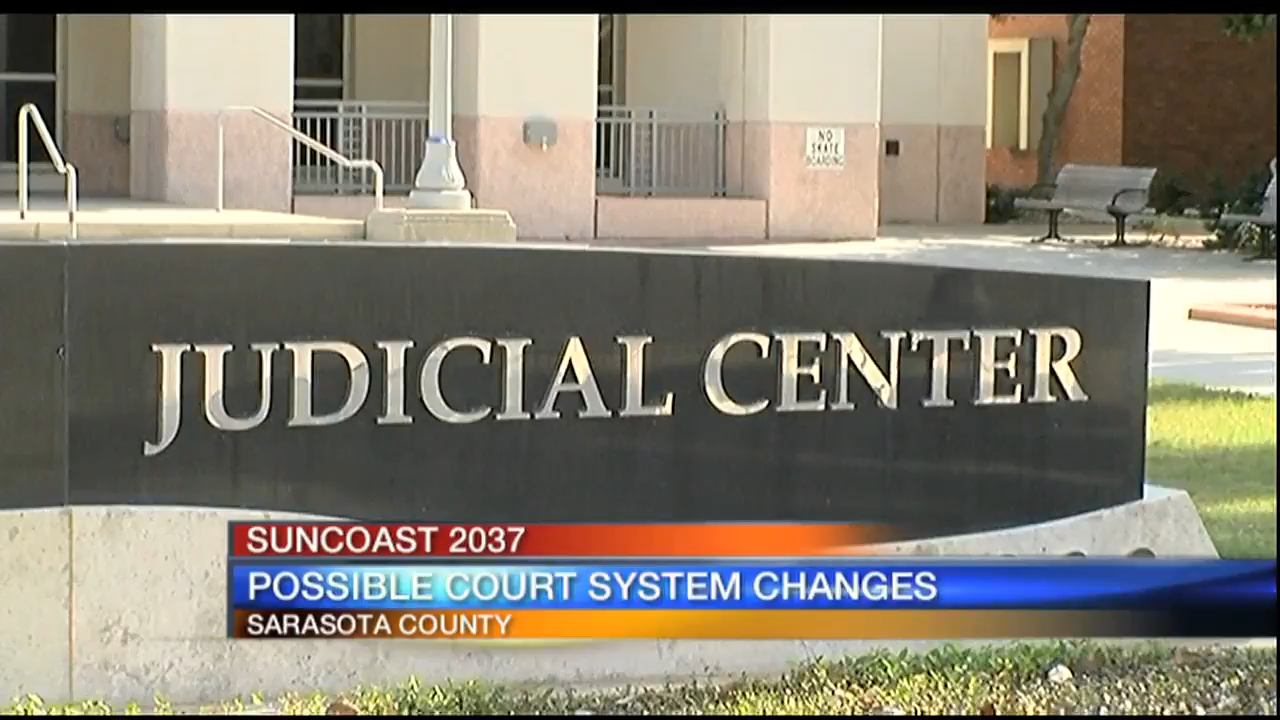 NO
SKATE
BOARDING
JUDICIAL CENTER
SUNCOAST 2037
POSSIBLE COURT SYSTEM CHANGES
SARASOTA COUNTY